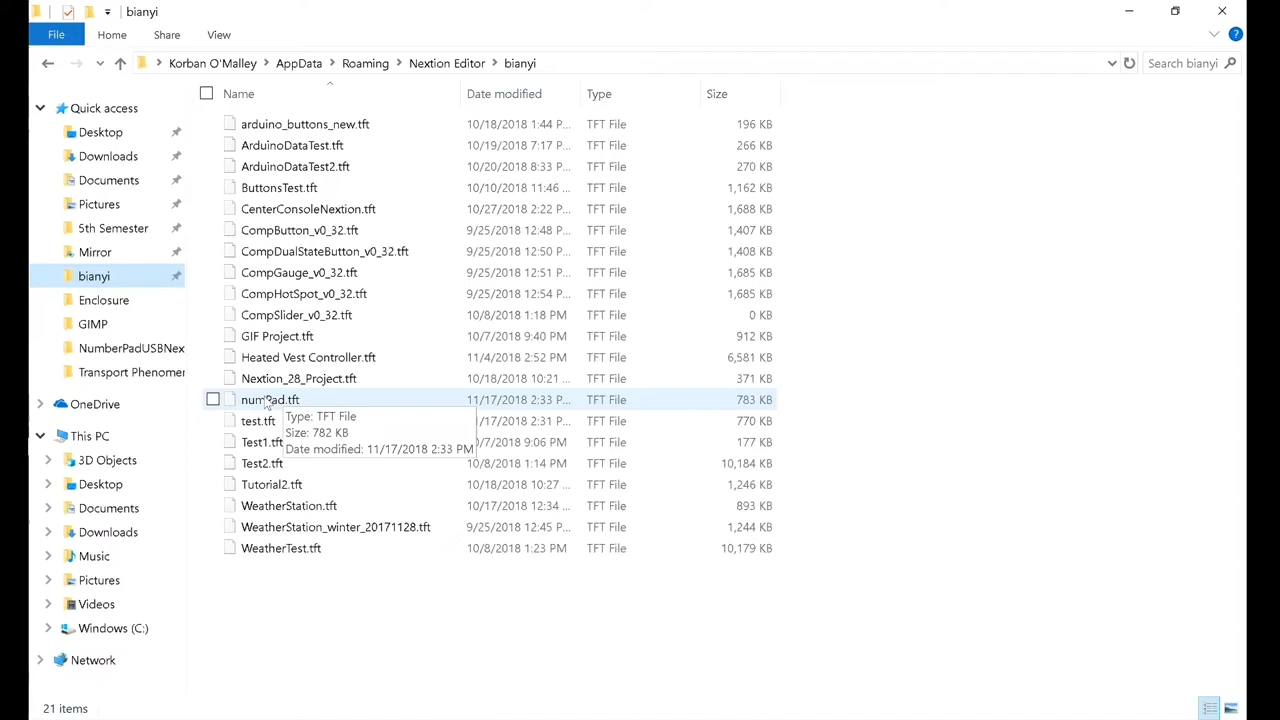 bianyi
File Home Share View
Korban O'Malley AppData Roaming Nextion Editor bianyi Search bianyi
Name Date modified Type Size
Quick access
Desktop
Downloads
Documents
Pictures
5th Semester
Mirror
bianyi
Enclosure
GIMP
NumberPadUSBNex
Transport Phenomer
OneDrive
This PC
3D Objects
Desktop
Documents
Downloads
Music
Pictures
Videos
Windows (C:)
Network
arduino_buttons_new.tft 10/18/2018 1:44 P... TFT File 196 KB
ArduinoDataTest.tft 10/19/2018 7:17 P... TFT File 266 KB
ArduinoDataTest2.tft 10/20/2018 8:33 P... TFT File 270 KB
ButtonsTest.tft 10/10/2018 11:46 ... TFT File 1,162 KB
CenterConsoleNextion.tft 10/27/2018 2:22 P... TFT File 1,688 KB
CompButton_v0_32.tft 9/25/2018 12:48 P... TFT File 1,407 KB
CompDualStateButton_v0_32.tft 9/25/2018 12:50 P... TFT File 1,408 KB
CompGauge_v0_32.tft 9/25/2018 12:51 P... TFT File 1,685 KB
CompHotSpot_v0_32.tft 9/25/2018 12:54 P... TFT File 1,685 KB
CompSlider_v0_32.tft 10/8/2018 1:18 PM TFT File 0 KB
GIF Project.tft 10/7/2018 9:40 PM TFT File 912 KB
Heated Vest Controller.tft 11/4/2018 2:52 PM TFT File 6,581 KB
Nextion_28_Project.tft 10/18/2018 10:21 ... TFT File 371 KB
numPad.tft 11/17/2018 2:33 P... TFT File 783 KB
test.tft /17/2018 2:31 P... TFT File 770 KB
Test1.tft /7/2018 9:06 PM TFT File 177 KB
Type: TFT File
Size: 782 KB
Date modified: 11/17/2018 2:33 PM
Test2.tft 10/8/2018 1:14 PM TFT File 10,184 KB
Tutorial2.tft 10/18/2018 10:27 ... TFT File 1,246 KB
WeatherStation.tft 10/17/2018 12:34 ... TFT File 893 KB
WeatherStation_winter_20171128.tft 9/25/2018 12:45 P... TFT File 1,244 KB
WeatherTest.tft 10/8/2018 1:23 PM TFT File 10,179 KB
21 items